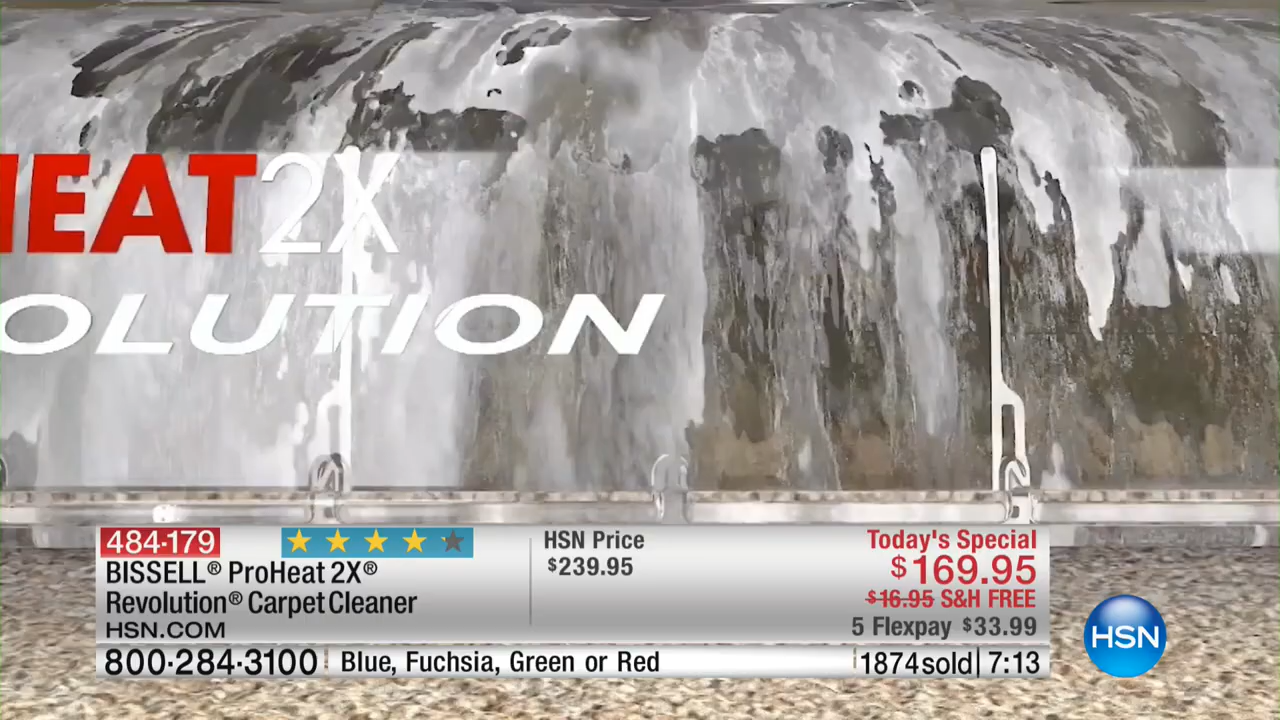 HEAT2X
OLUTION
484-179
BISSELL® ProHeat 2X®
Revolution® Carpet Cleaner
HSN.COM
HSN Price
$239.95
Today's Special
$169.95
$16.95 S&H FREE
5 Flexpay $33.99
800·284·3100 Blue, Fuchsia, Green or Red 1874 sold 7:13
HSN